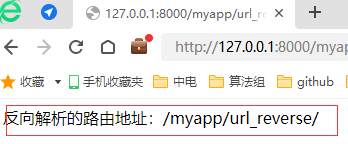 127.0.0.1:8000/myapp/url_re
http://127.0.0.1:8000/myap
收藏 手机收藏夹 中电 算法组 github
反向解析的路由地址：/myapp/url_reverse/